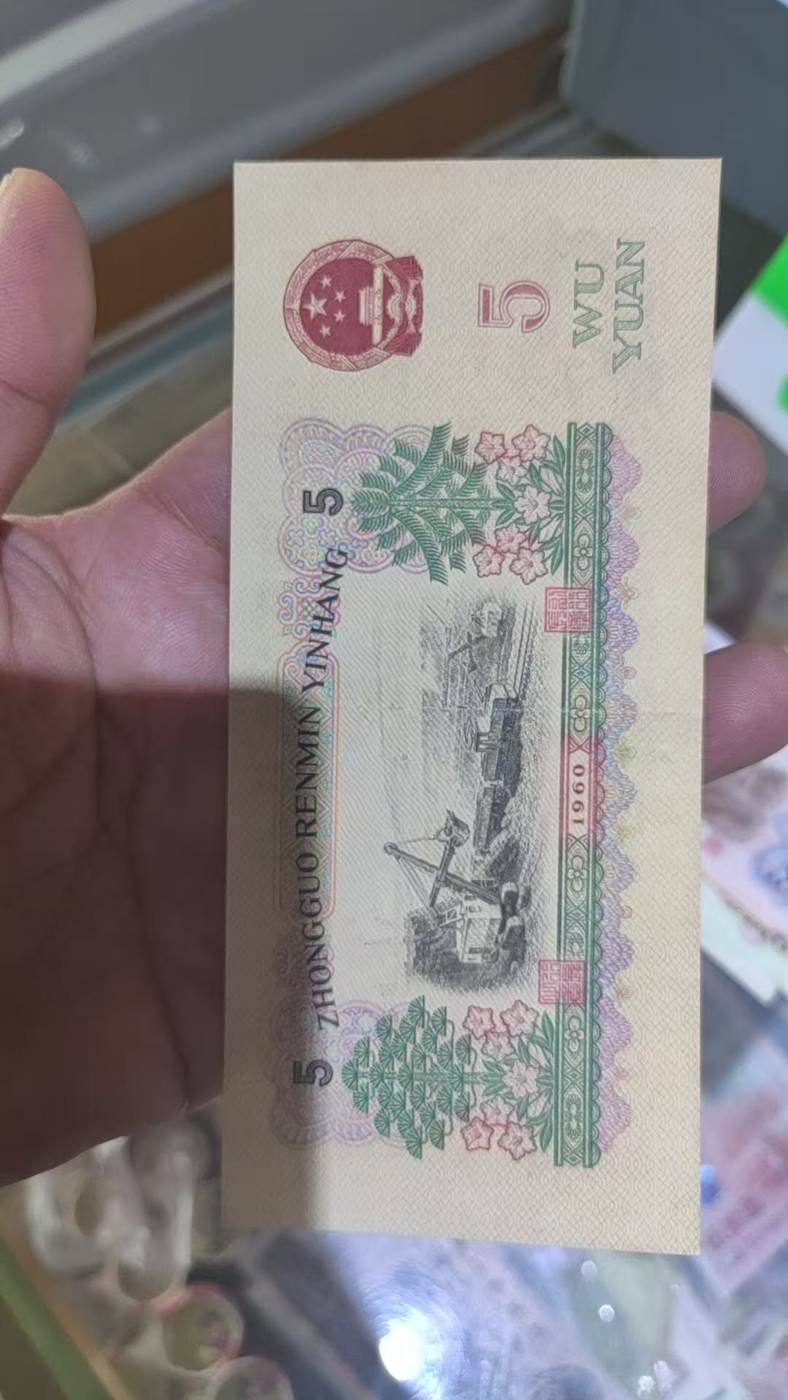 5 ZHONGGUO RENMIN YINHANG 5
5
WU
YUAN
1960